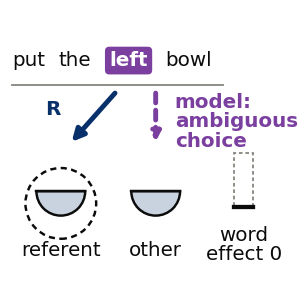 put the left bowl
R
model:
ambiguous
choice
referent
other
word
effect 0